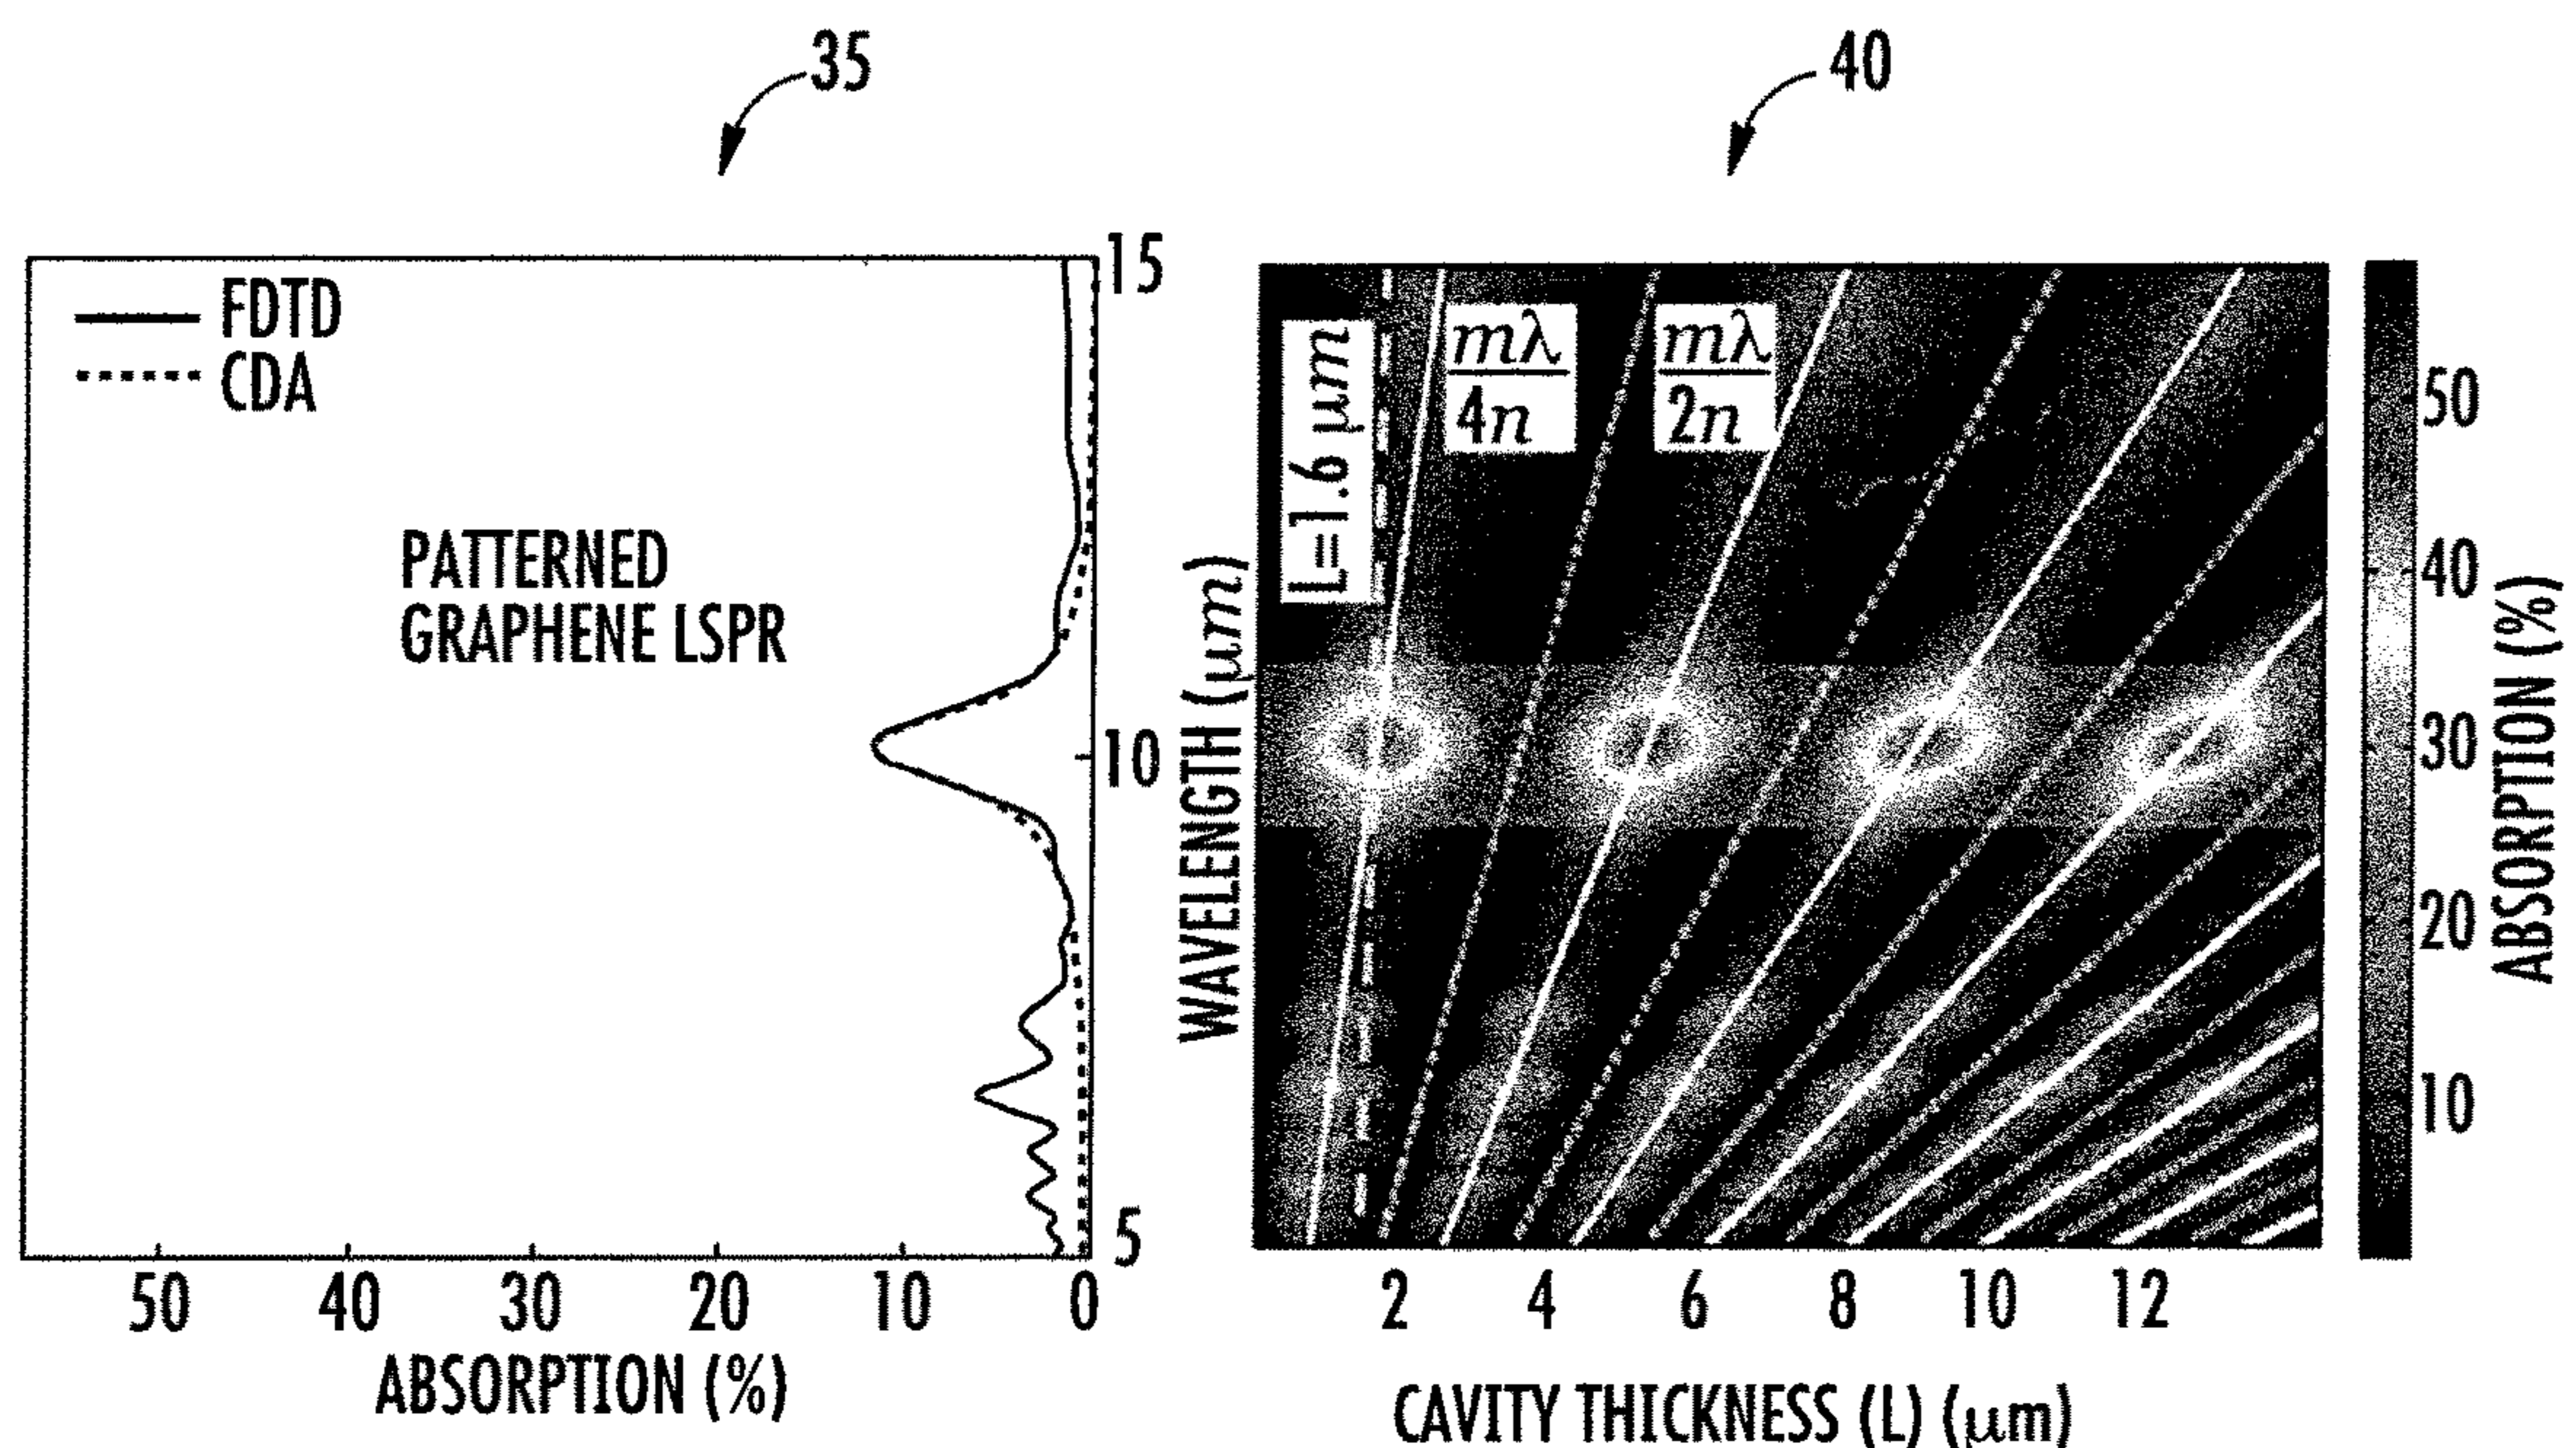 35
40
FDTD
CDA
PATTERNED
GRAPHENE LSPR
15
10
5
50 40 30 20 10 0
ABSORPTION (%)
WAVELENGTH (μm)
L=1.6 μm
mλ
4n
mλ
2n
2 4 6 8 10 12
CAVITY THICKNESS (L) (μm)
50
40
30
20
10
ABSORPTION (%)